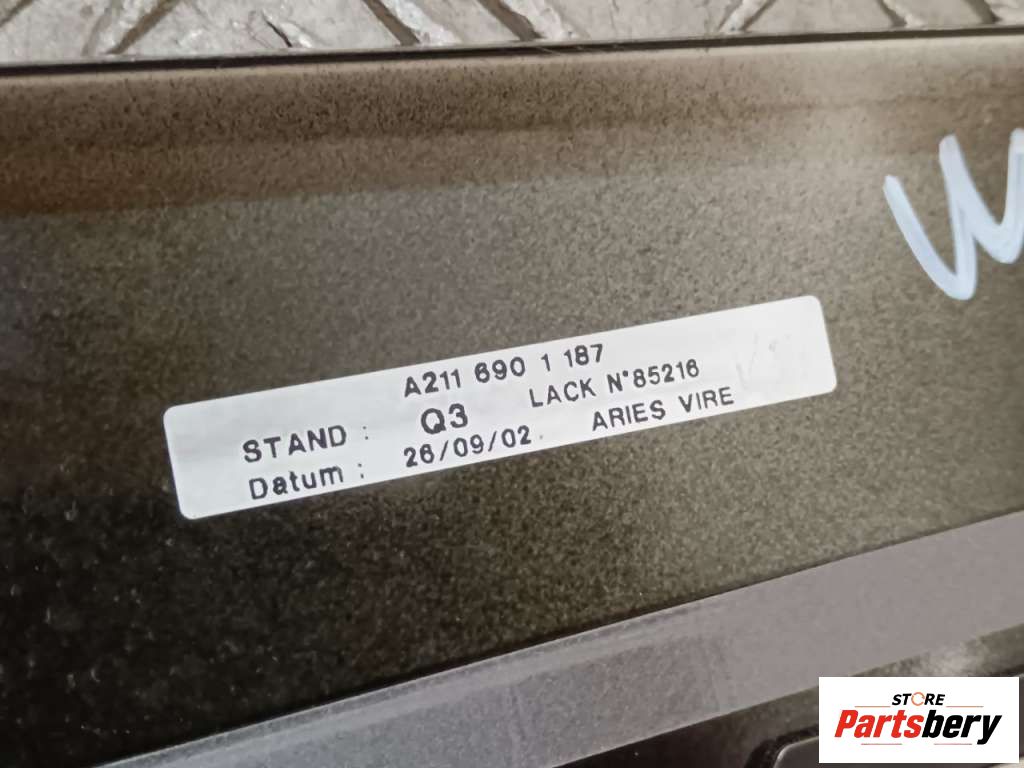 A211 690 1 187
STAND : Q3 LACK N°85216
Datum : 26/09/02. ARIES VIRE
STORE
Partsbery